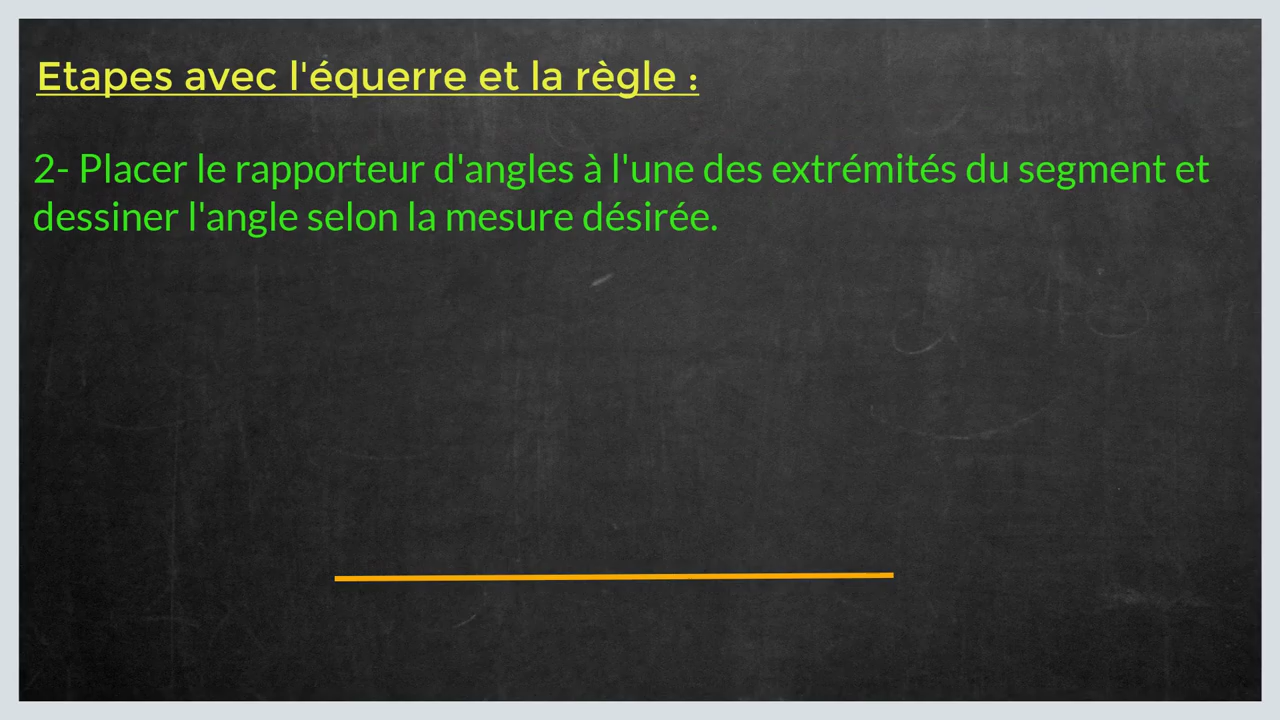 Etapes avec l'équerre et la règle :
2- Placer le rapporteur d'angles à l'une des extrémités du segment et
dessiner l'angle selon la mesure désirée.